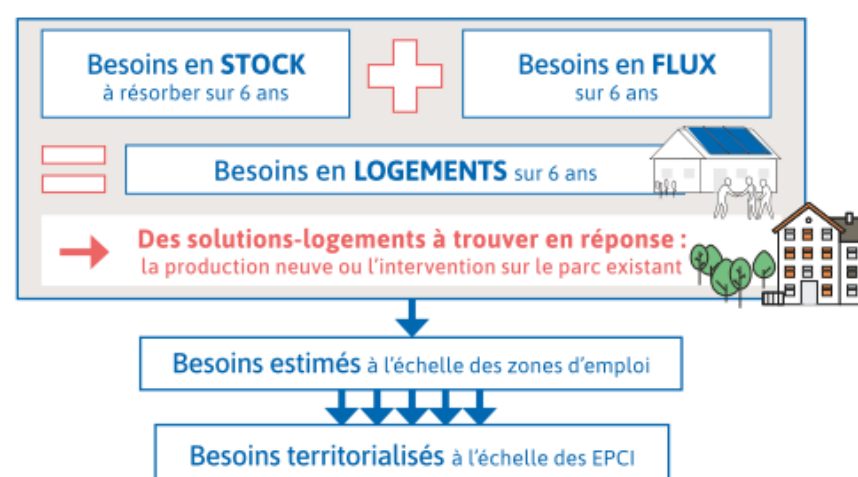 Besoins en STOCK
à résorber sur 6 ans
Besoins en FLUX
sur 6 ans
Besoins en LOGEMENTS sur 6 ans
Des solutions-logements à trouver en réponse :
la production neuve ou l'intervention sur le parc existant
Besoins estimés à l'échelle des zones d'emploi
Besoins territorialisés à l'échelle des EPCI